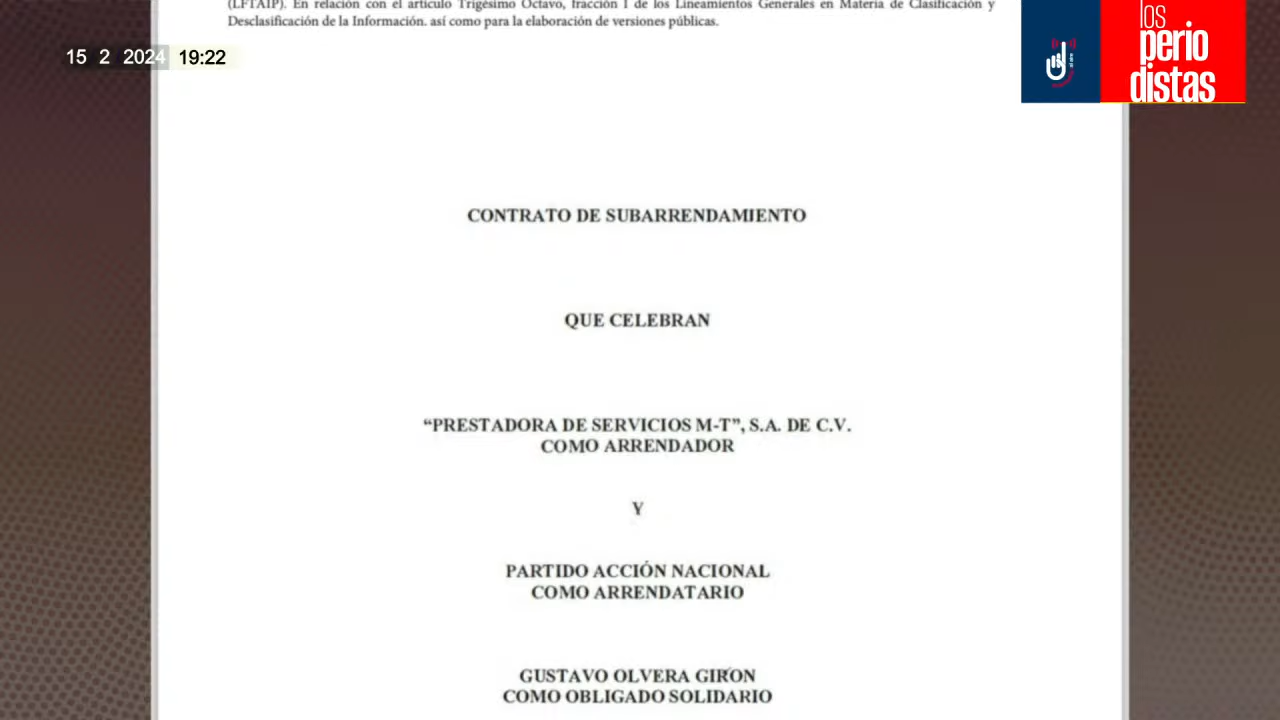 (LFTAIP). En relación con el artículo Trigésimo Octavo, fracción I de los Lineamientos Generales en Materia de Clasificación y
Desclasificación de la Información. así como para la elaboración de versiones públicas.
15 2 2024 19:22
los
perio
distas
CONTRATO DE SUBARRENDAMIENTO
QUE CELEBRAN
“PRESTADORA DE SERVICIOS M-T”, S.A. DE C.V.
COMO ARRENDADOR
Y
PARTIDO ACCIÓN NACIONAL
COMO ARRENDATARIO
GUSTAVO OLVERA GIRON
COMO OBLIGADO SOLIDARIO